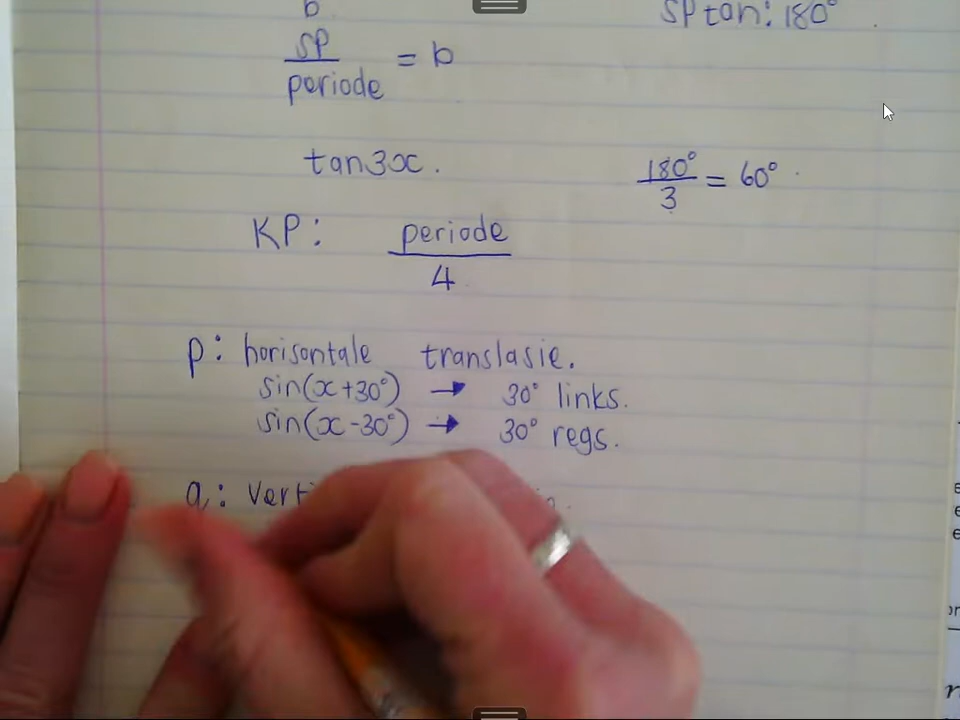 b
SP tan: 180°
SP
periode
= b
tan3x.
180°
3
= 60°
KP: periode
4
p: horisontale translasie.
sin(x+30°) → 30° links.
sin(x-30°) → 30° regs.
q: vert